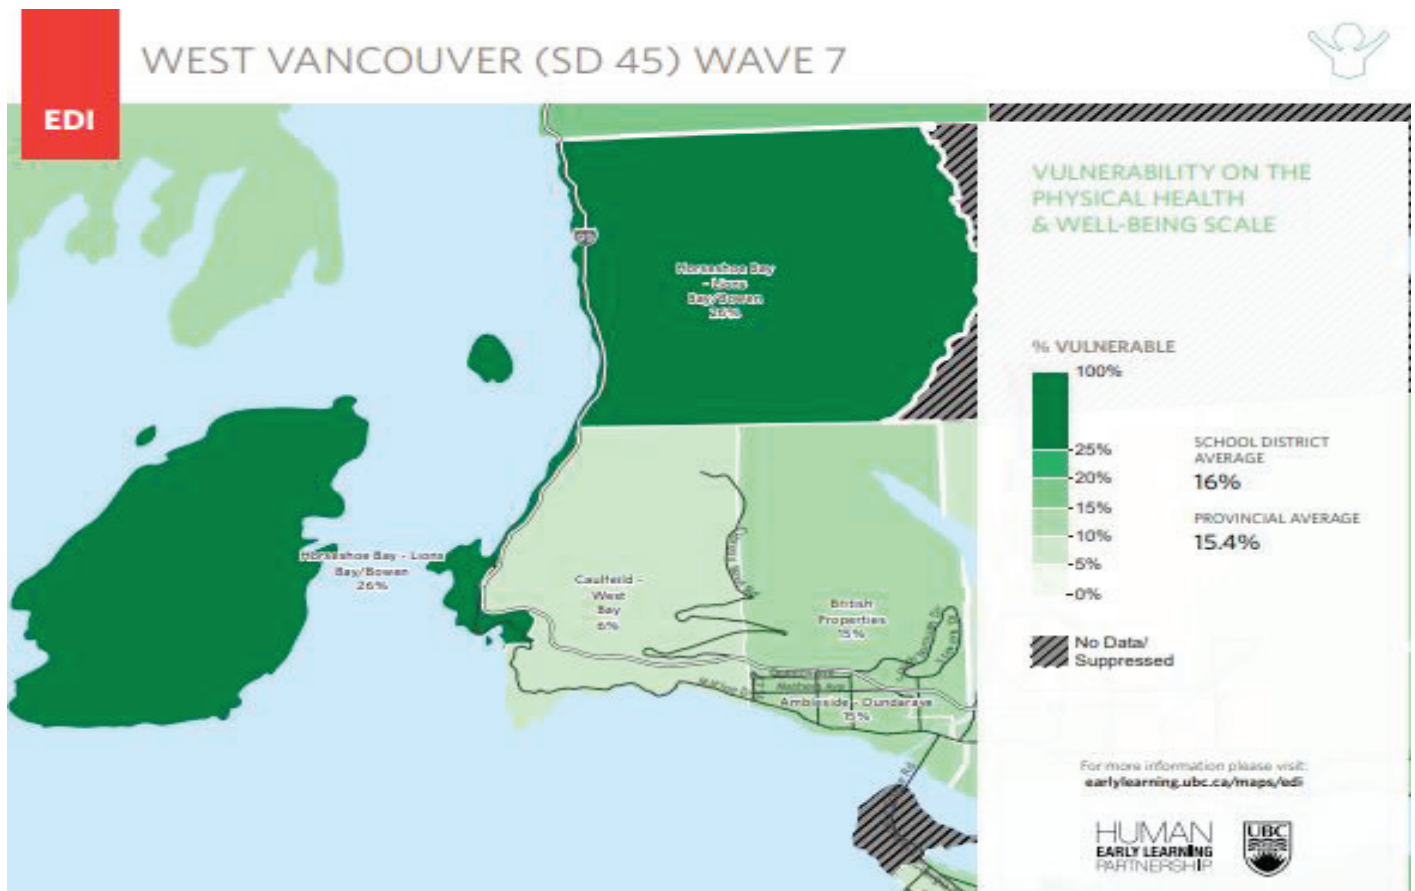 WEST VANCOUVER (SD 45) WAVE 7
EDI
99
Horseshoe Bay
- Lions
Bay/Bowen
26%
Horseshoe Bay - Lions
Bay/Bowen
26%
Caulfeild -
West
Bay
6%
British
Properties
15%
Mathers Ave
Ambleside - Dundarave
15%
VULNERABILITY ON THE
PHYSICAL HEALTH
& WELL-BEING SCALE
% VULNERABLE
100%
25%
20%
15%
10%
5%
0%
SCHOOL DISTRICT
AVERAGE
16%
PROVINCIAL AVERAGE
15.4%
No Data/
Suppressed
For more information please visit:
earlylearning.ubc.ca/maps/edi
HUMAN
EARLY LEARNING
PARTNERSHIP
UBC